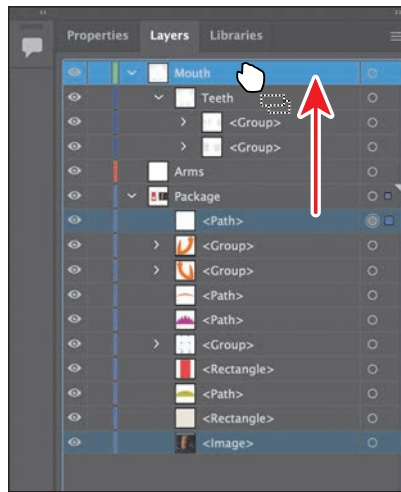 Properties Layers Libraries
Mouth
Teeth
<Group>
<Group>
Arms
Package
<Path>
<Group>
<Group>
<Path>
<Path>
<Group>
<Rectangle>
<Path>
<Rectangle>
<Image>